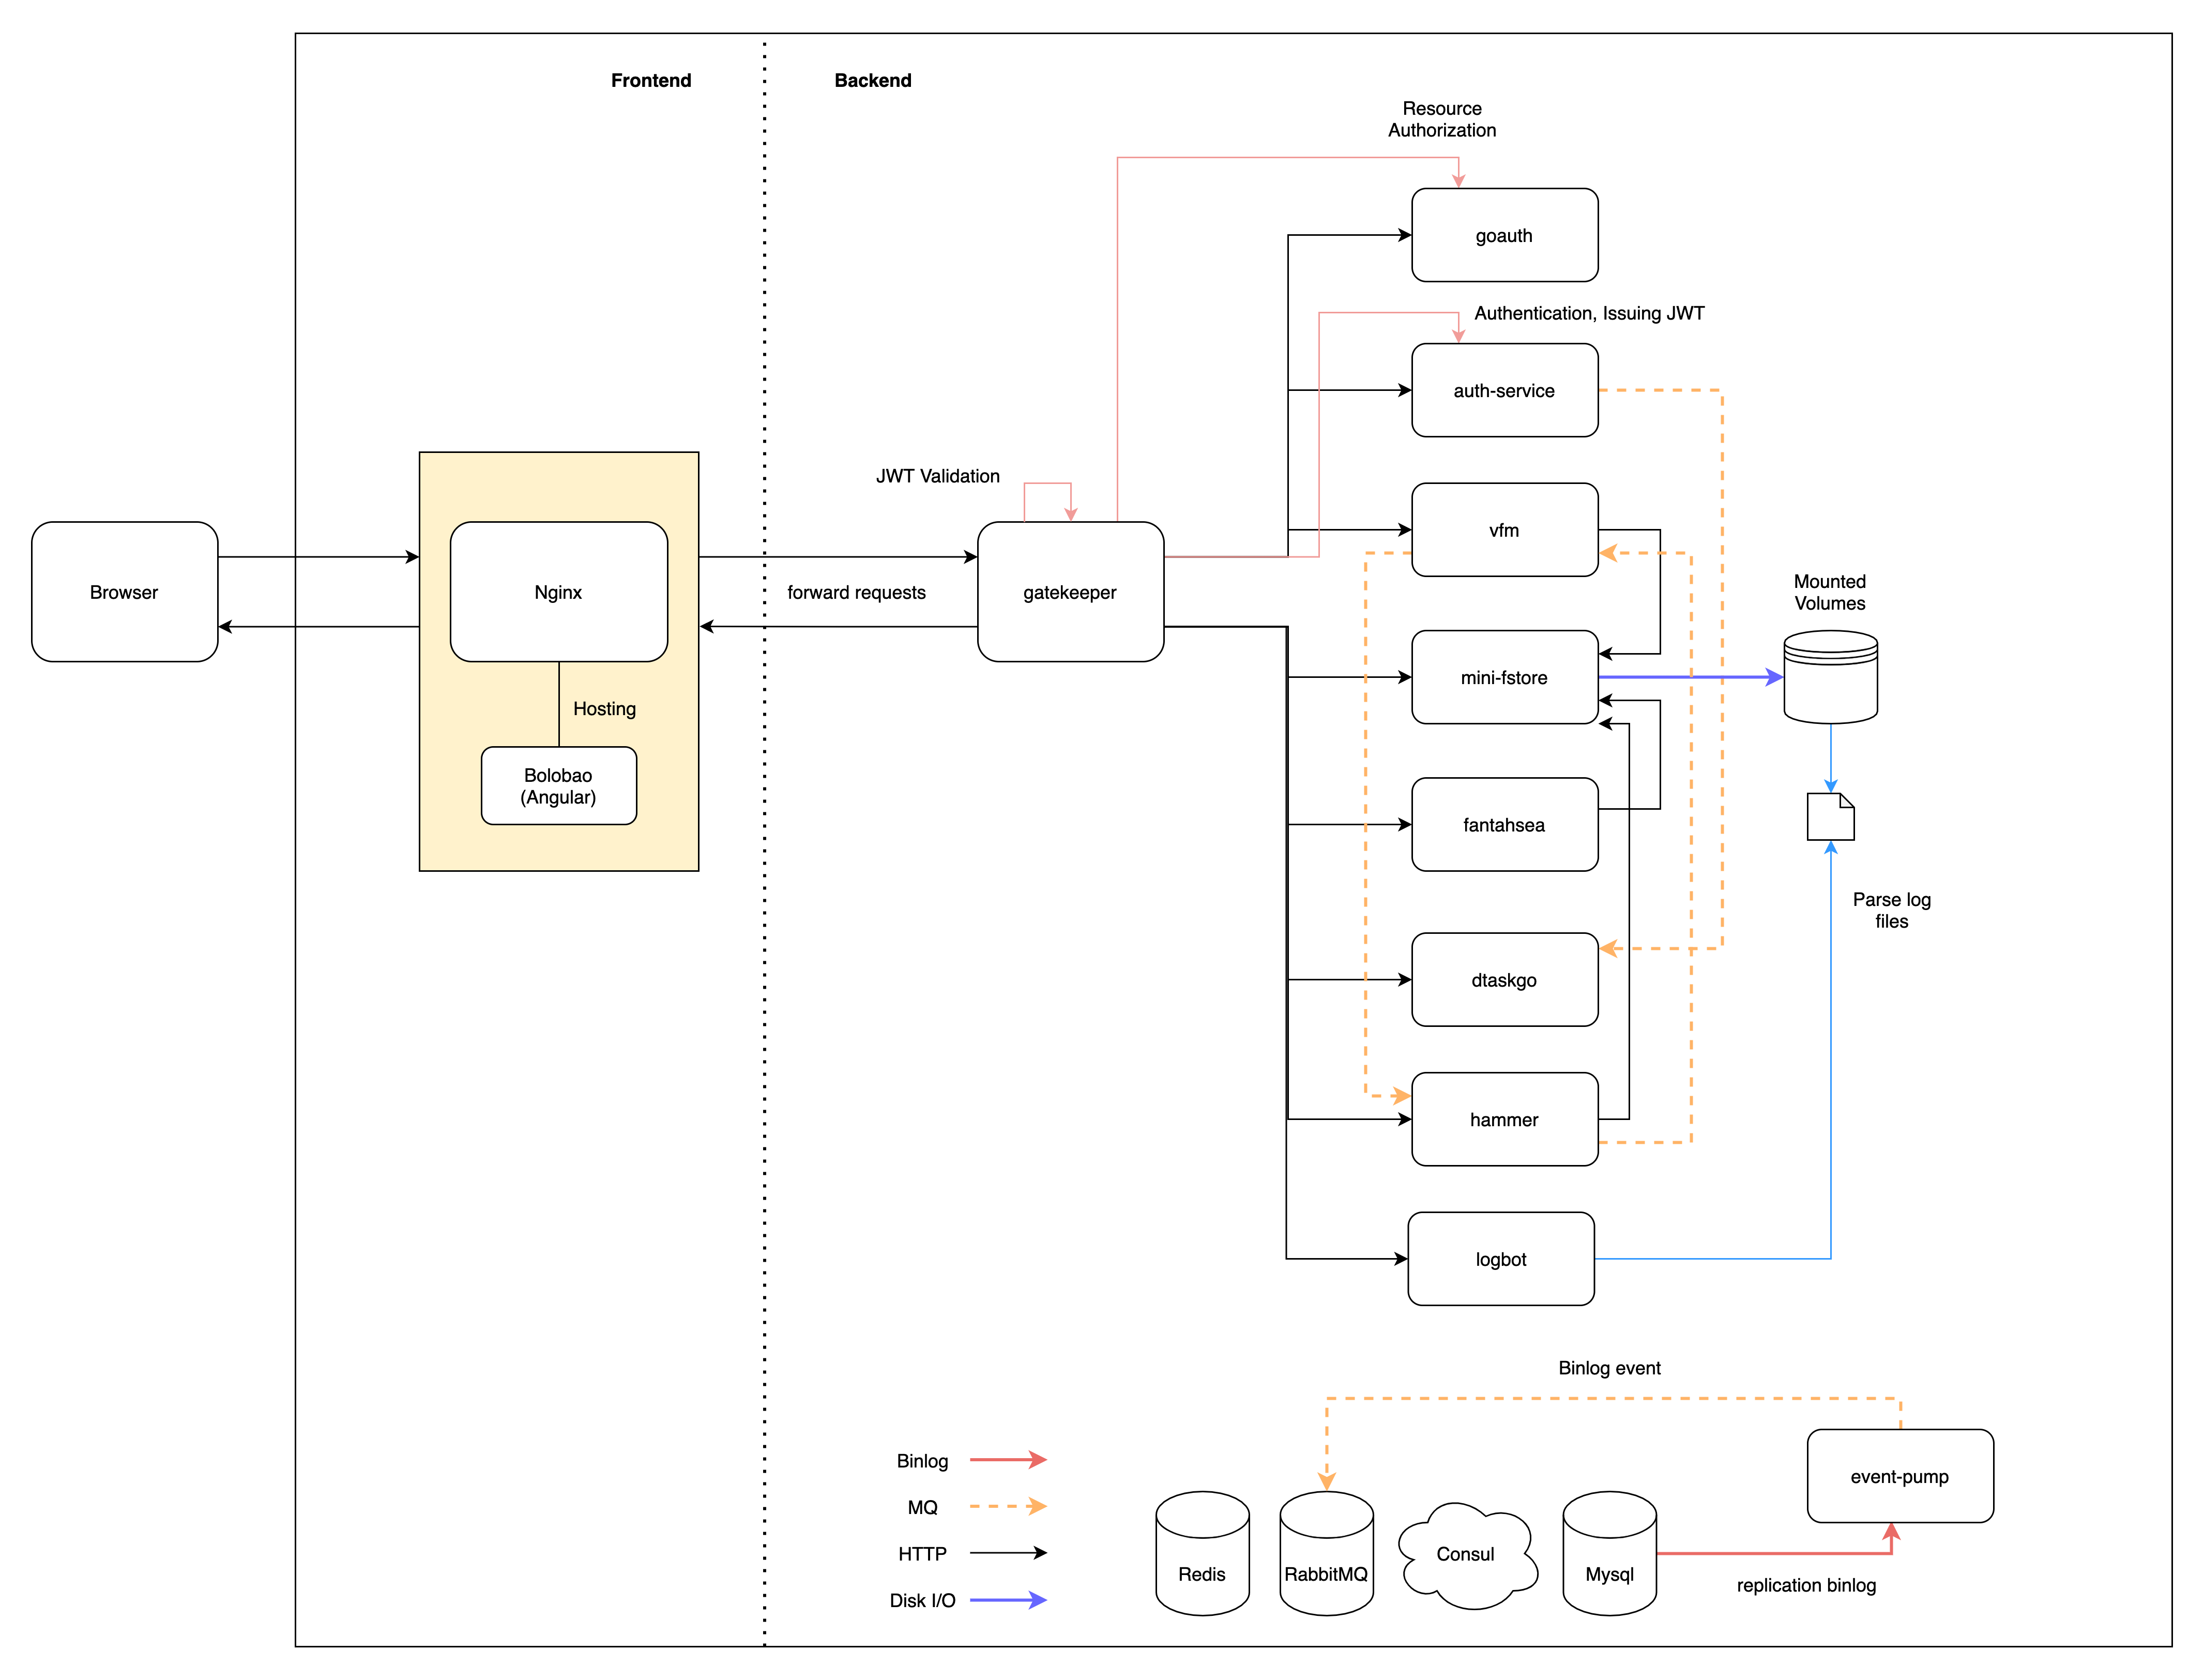 Frontend
Backend
Resource
Authorization
goauth
Authentication, Issuing JWT
auth-service
JWT Validation
vfm
Browser
Nginx
forward requests
gatekeeper
Mounted
Volumes
mini-fstore
Hosting
Bolobao
(Angular)
fantahsea
Parse log
files
dtaskgo
hammer
logbot
Binlog event
Binlog
MQ
HTTP
Disk I/O
Redis
RabbitMQ
Consul
Mysql
event-pump
replication binlog